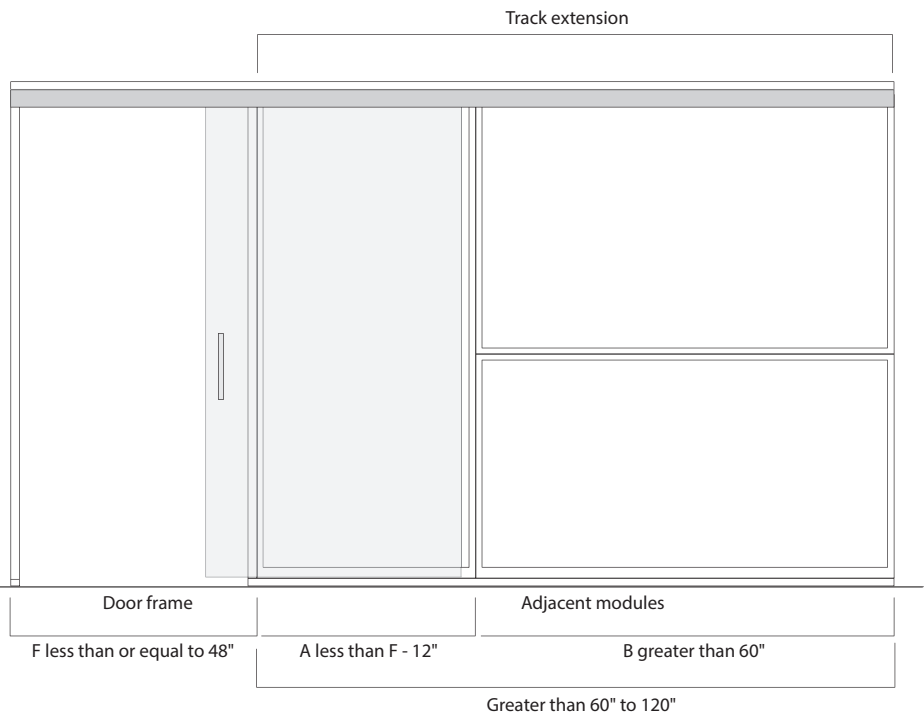 Track extension
Door frame
Adjacent modules
F less than or equal to 48"
A less than F - 12"
B greater than 60"
Greater than 60" to 120"